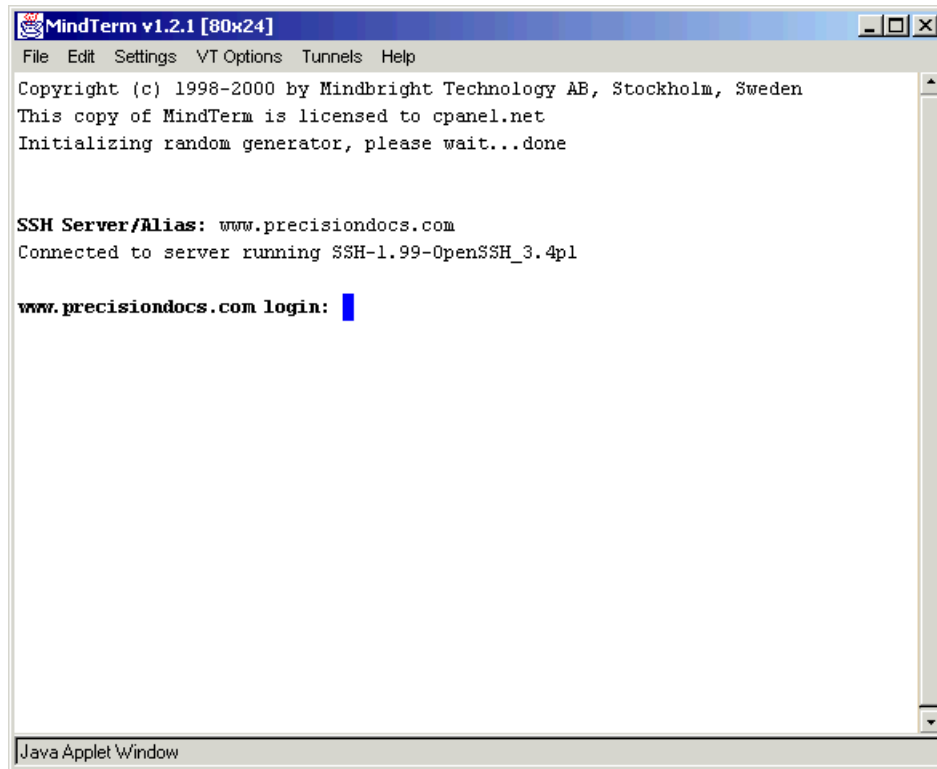 MindTerm v1.2.1 [80x24]
File Edit Settings VT Options Tunnels Help
Copyright (c) 1998-2000 by Mindbright Technology AB, Stockholm, Sweden
This copy of MindTerm is licensed to cpanel.net
Initializing random generator, please wait...done
SSH Server/Alias: www.precisiondocs.com
Connected to server running SSH-1.99-OpenSSH_3.4p1
www.precisiondocs.com login:
Java Applet Window